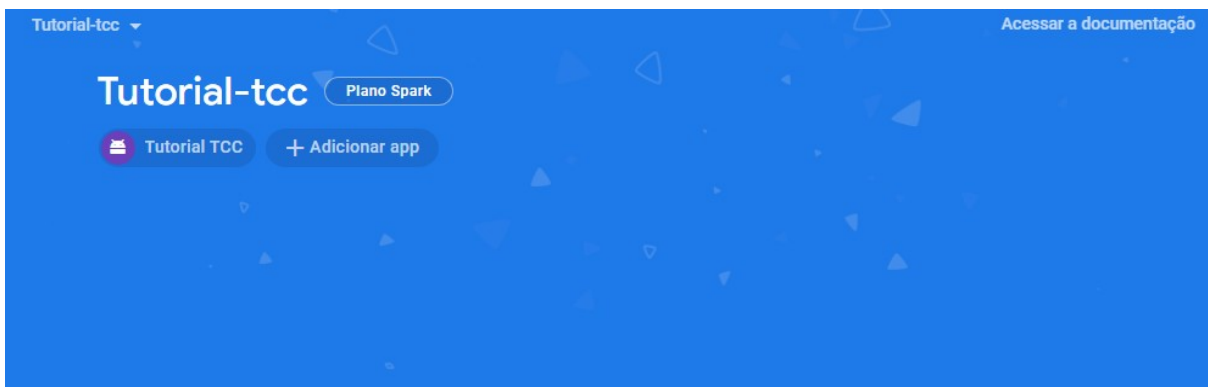 Tutorial-tcc
Acessar a documentação
Tutorial-tcc Plano Spark
Tutorial TCC + Adicionar app